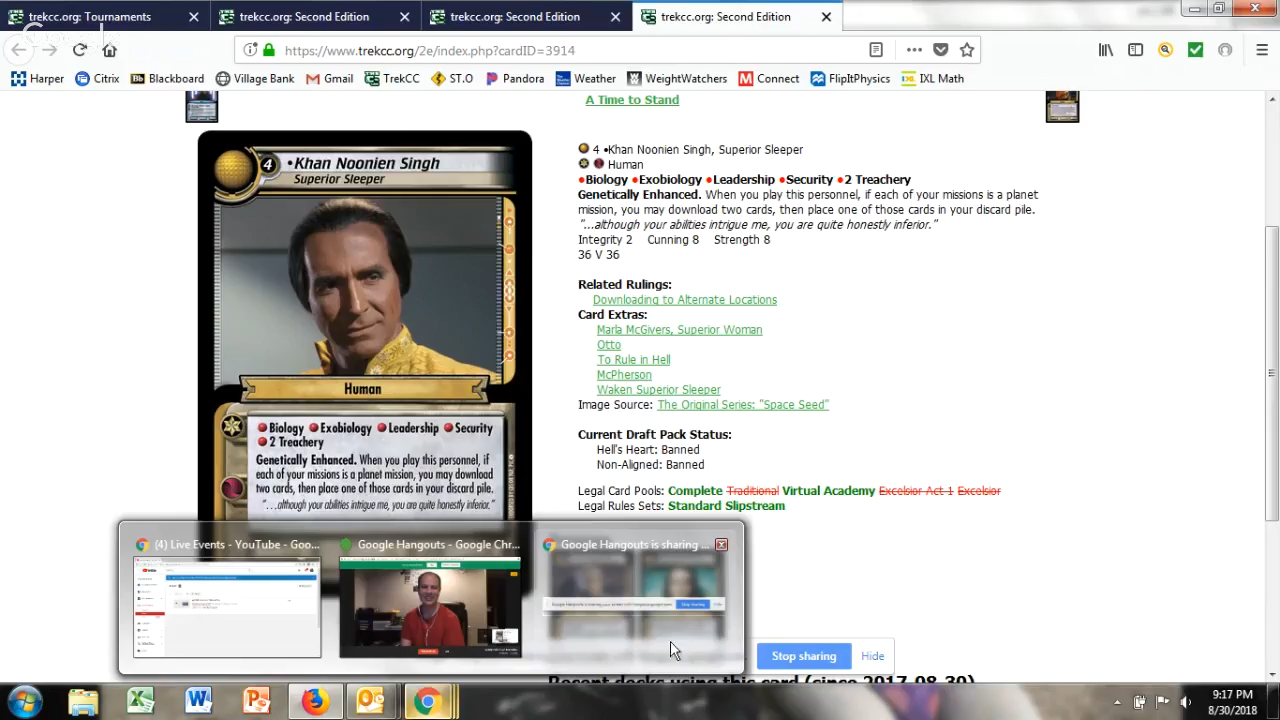 trekcc.org: Tournaments
trekcc.org: Second Edition
trekcc.org: Second Edition
trekcc.org: Second Edition
https://www.trekcc.org/2e/index.php?cardID=3914
Harper Citrix Blackboard Village Bank Gmail TrekCC ST.O Pandora Weather WeightWatchers Connect FlipItPhysics IXL Math
A Time to Stand
4 •Khan Noonien Singh
Superior Sleeper
Human
•Biology •Exobiology •Leadership •Security
•2 Treachery
Genetically Enhanced. When you play this personnel, if
each of your missions is a planet mission, you may download
two cards, then place one of those cards in your discard pile.
"...although your abilities intrigue me, you are quite honestly inferior."
4 •Khan Noonien Singh, Superior Sleeper
Human
•Biology •Exobiology •Leadership •Security •2 Treachery
Genetically Enhanced. When you play this personnel, if each of your missions is a planet
mission, you may download two cards, then place one of those cards in your discard pile.
"...although your abilities intrigue me, you are quite honestly inferior."
Integrity 2 Cunning 8 Strength 8
36 V 36
Related Rulings:
Downloading to Alternate Locations
Card Extras:
Marla McGivers, Superior Woman
Otto
To Rule in Hell
McPherson
Waken Superior Sleeper
Image Source: The Original Series: "Space Seed"
Current Draft Pack Status:
Hell's Heart: Banned
Non-Aligned: Banned
Legal Card Pools: Complete Traditional Virtual Academy Excelsior Act 1 Excelsior
Legal Rules Sets: Standard Slipstream
(4) Live Events - YouTube - Goo...
Google Hangouts - Google Chr...
Google Hangouts is sharing ...
Stop sharing Hide
Recent decks using this card (since 2017-08-30)
9:17 PM
8/30/2018